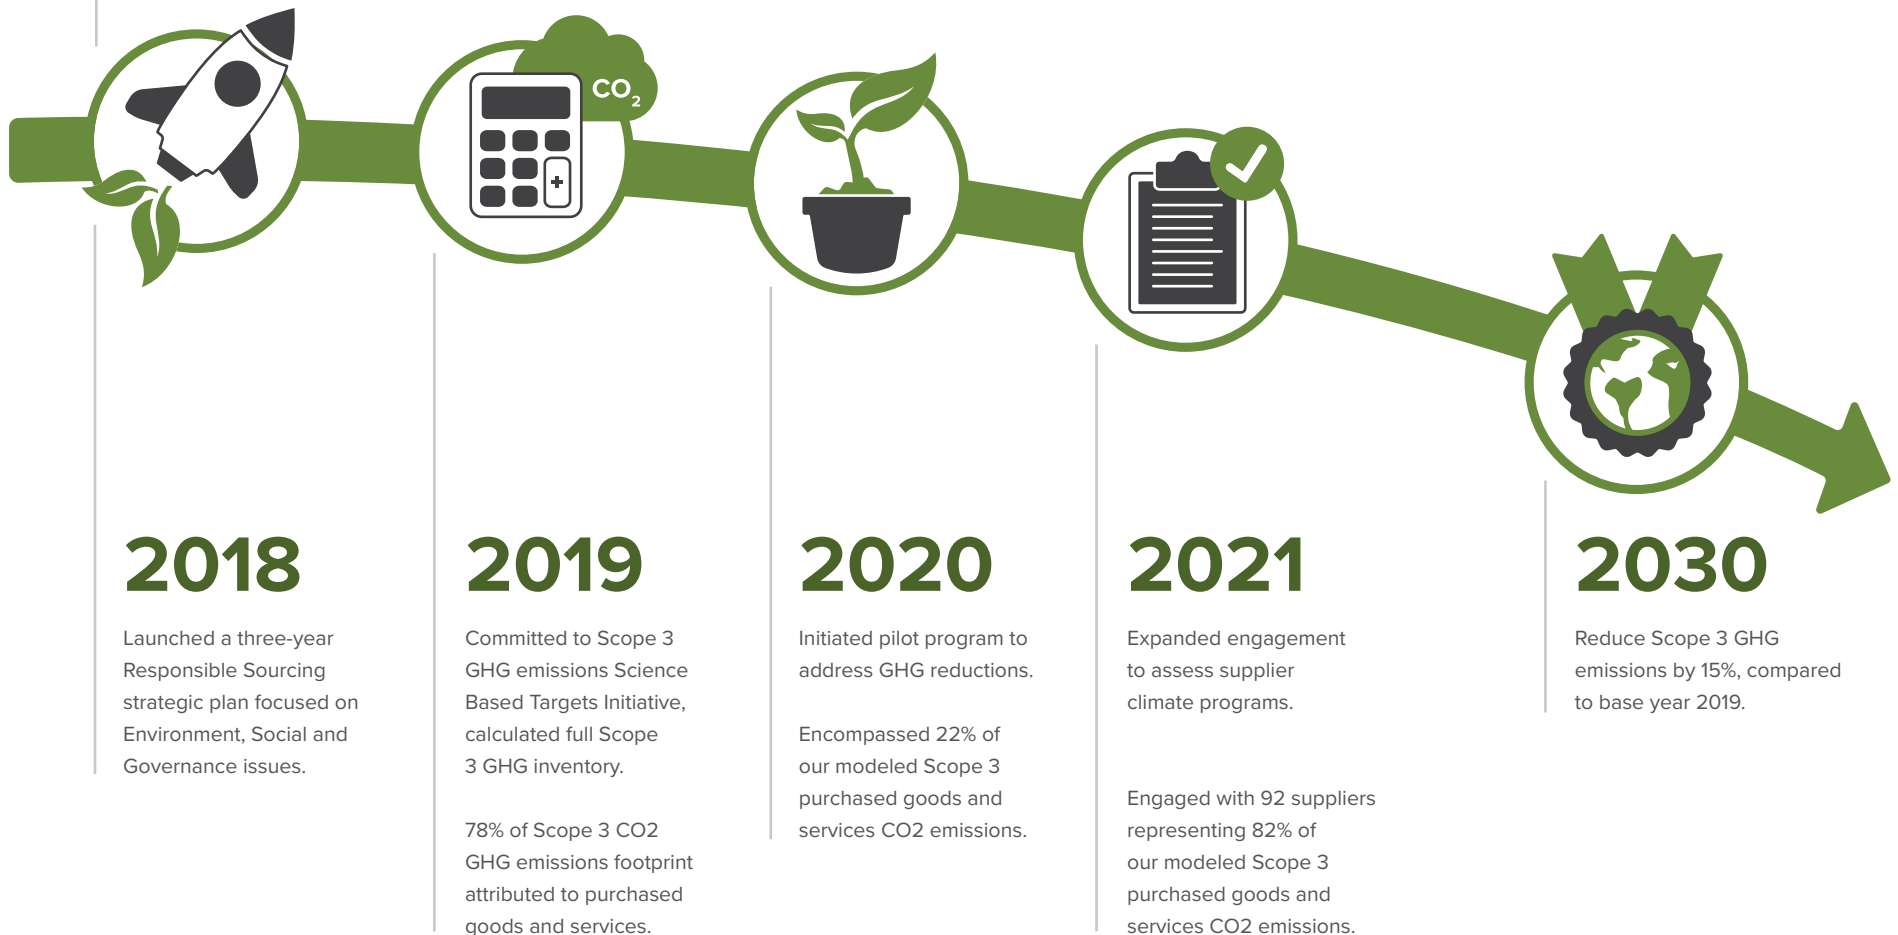 CO2
2018
Launched a three-year
Responsible Sourcing
strategic plan focused on
Environment, Social and
Governance issues.
2019
Committed to Scope 3
GHG emissions Science
Based Targets Initiative,
calculated full Scope
3 GHG inventory.
78% of Scope 3 CO2
GHG emissions footprint
attributed to purchased
goods and services.
2020
Initiated pilot program to
address GHG reductions.
Encompassed 22% of
our modeled Scope 3
purchased goods and
services CO2 emissions.
2021
Expanded engagement
to assess supplier
climate programs.
Engaged with 92 suppliers
representing 82% of
our modeled Scope 3
purchased goods and
services CO2 emissions.
2030
Reduce Scope 3 GHG
emissions by 15%, compared
to base year 2019.